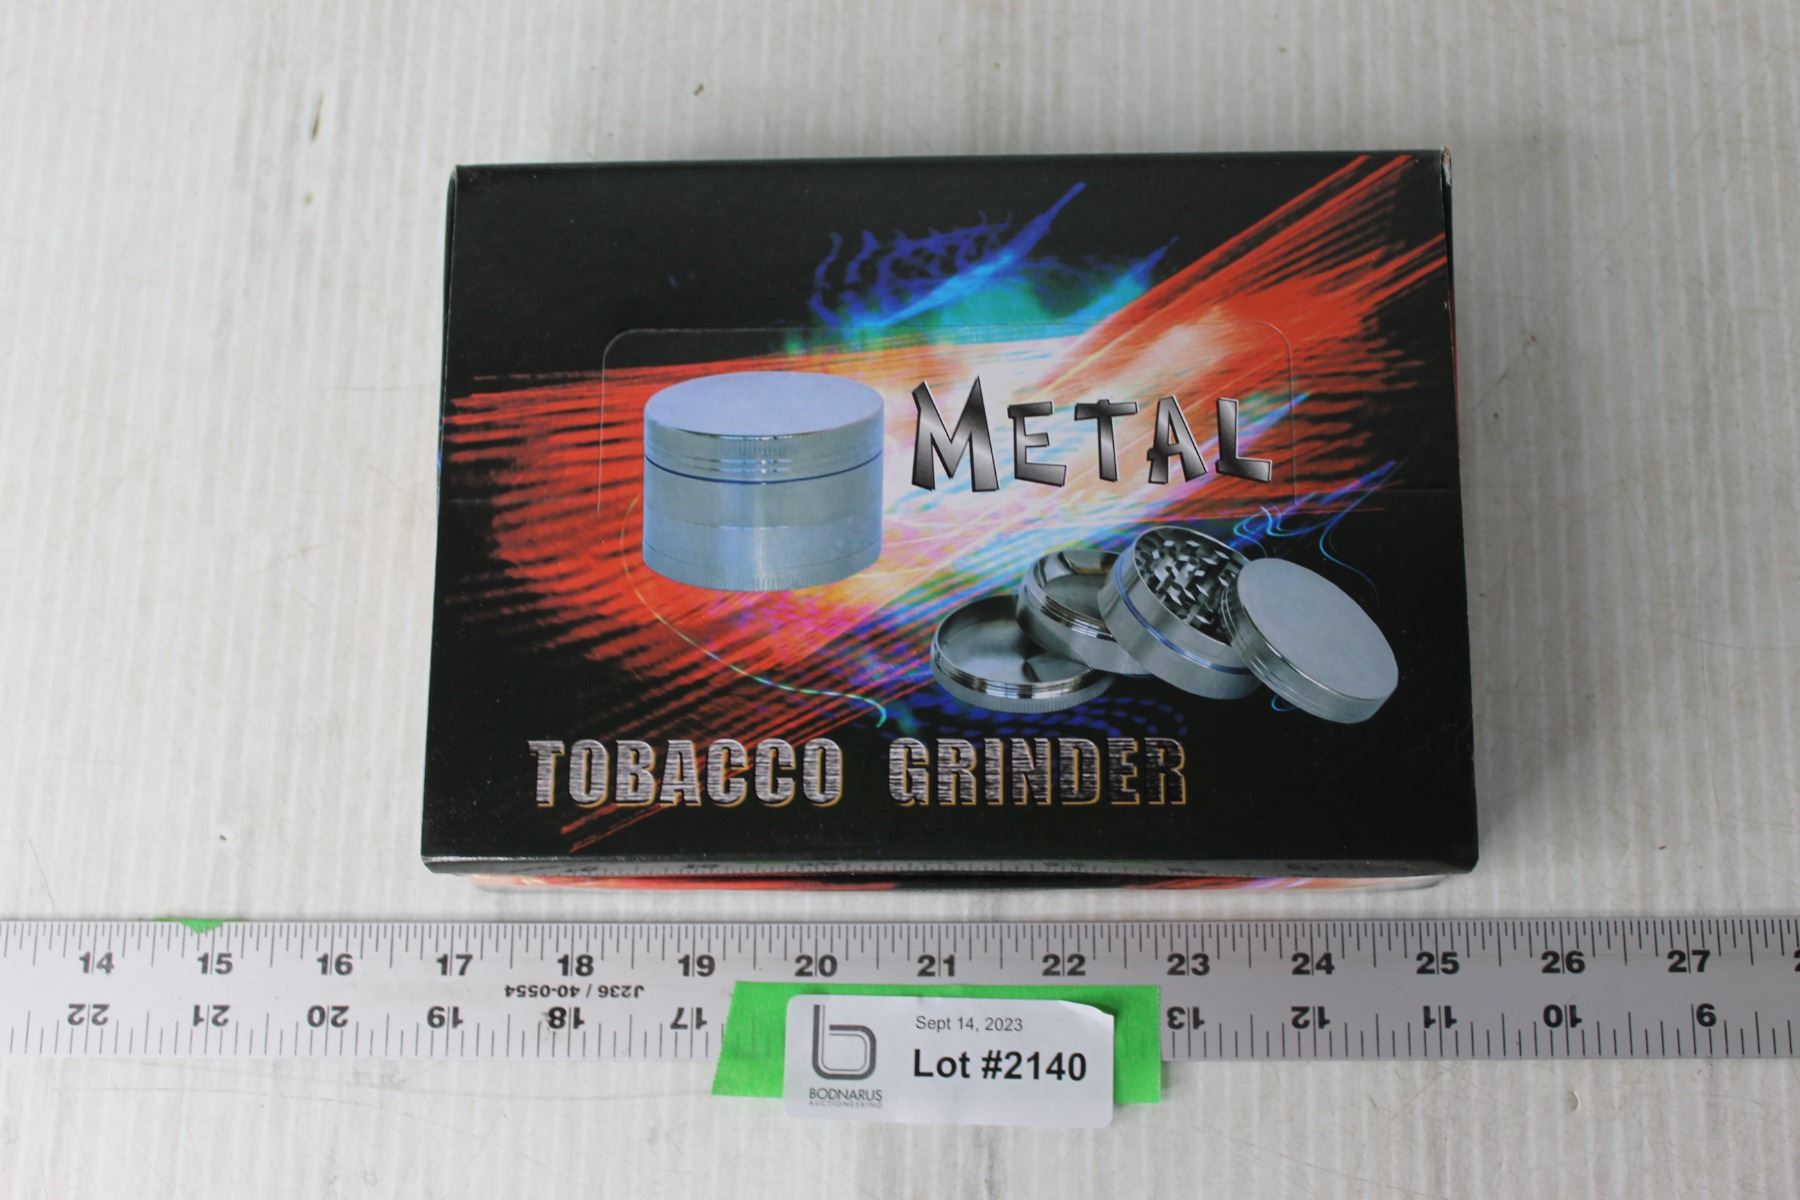 METAL
TOBACCO GRINDER
14 15 16 17 18 19 20 21 22 23 24 25 26 27
22 21 20 19 18 17 13 12 11 10 9
J236 / 40-0554
Sept 14, 2023
Lot #2140
BODNARUS
AUCTIONEERING